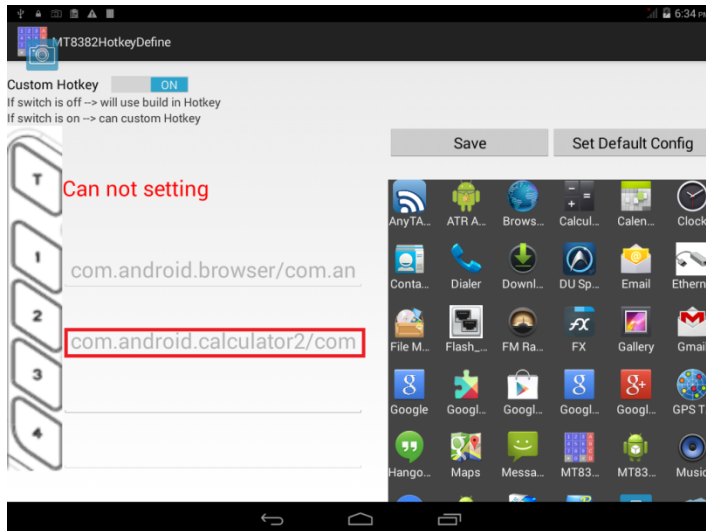 6:34 PM
MT8382HotkeyDefine
Custom Hotkey ON
If switch is off --> will use build in Hotkey
If switch is on --> can custom Hotkey
Save Set Default Config
T Can not setting
1 com.android.browser/com.an
2 com.android.calculator2/com
3
4
AnyTA... ATR A... Brows... Calcul... Calen... Clock
Conta... Dialer Downl... DU Sp... Email Ethern
File M... Flash_... FM Ra... FX Gallery Gmai
Google Googl... Googl... Googl... Googl... GPS T.
Hango... Maps Messa... MT83... MT83... Music